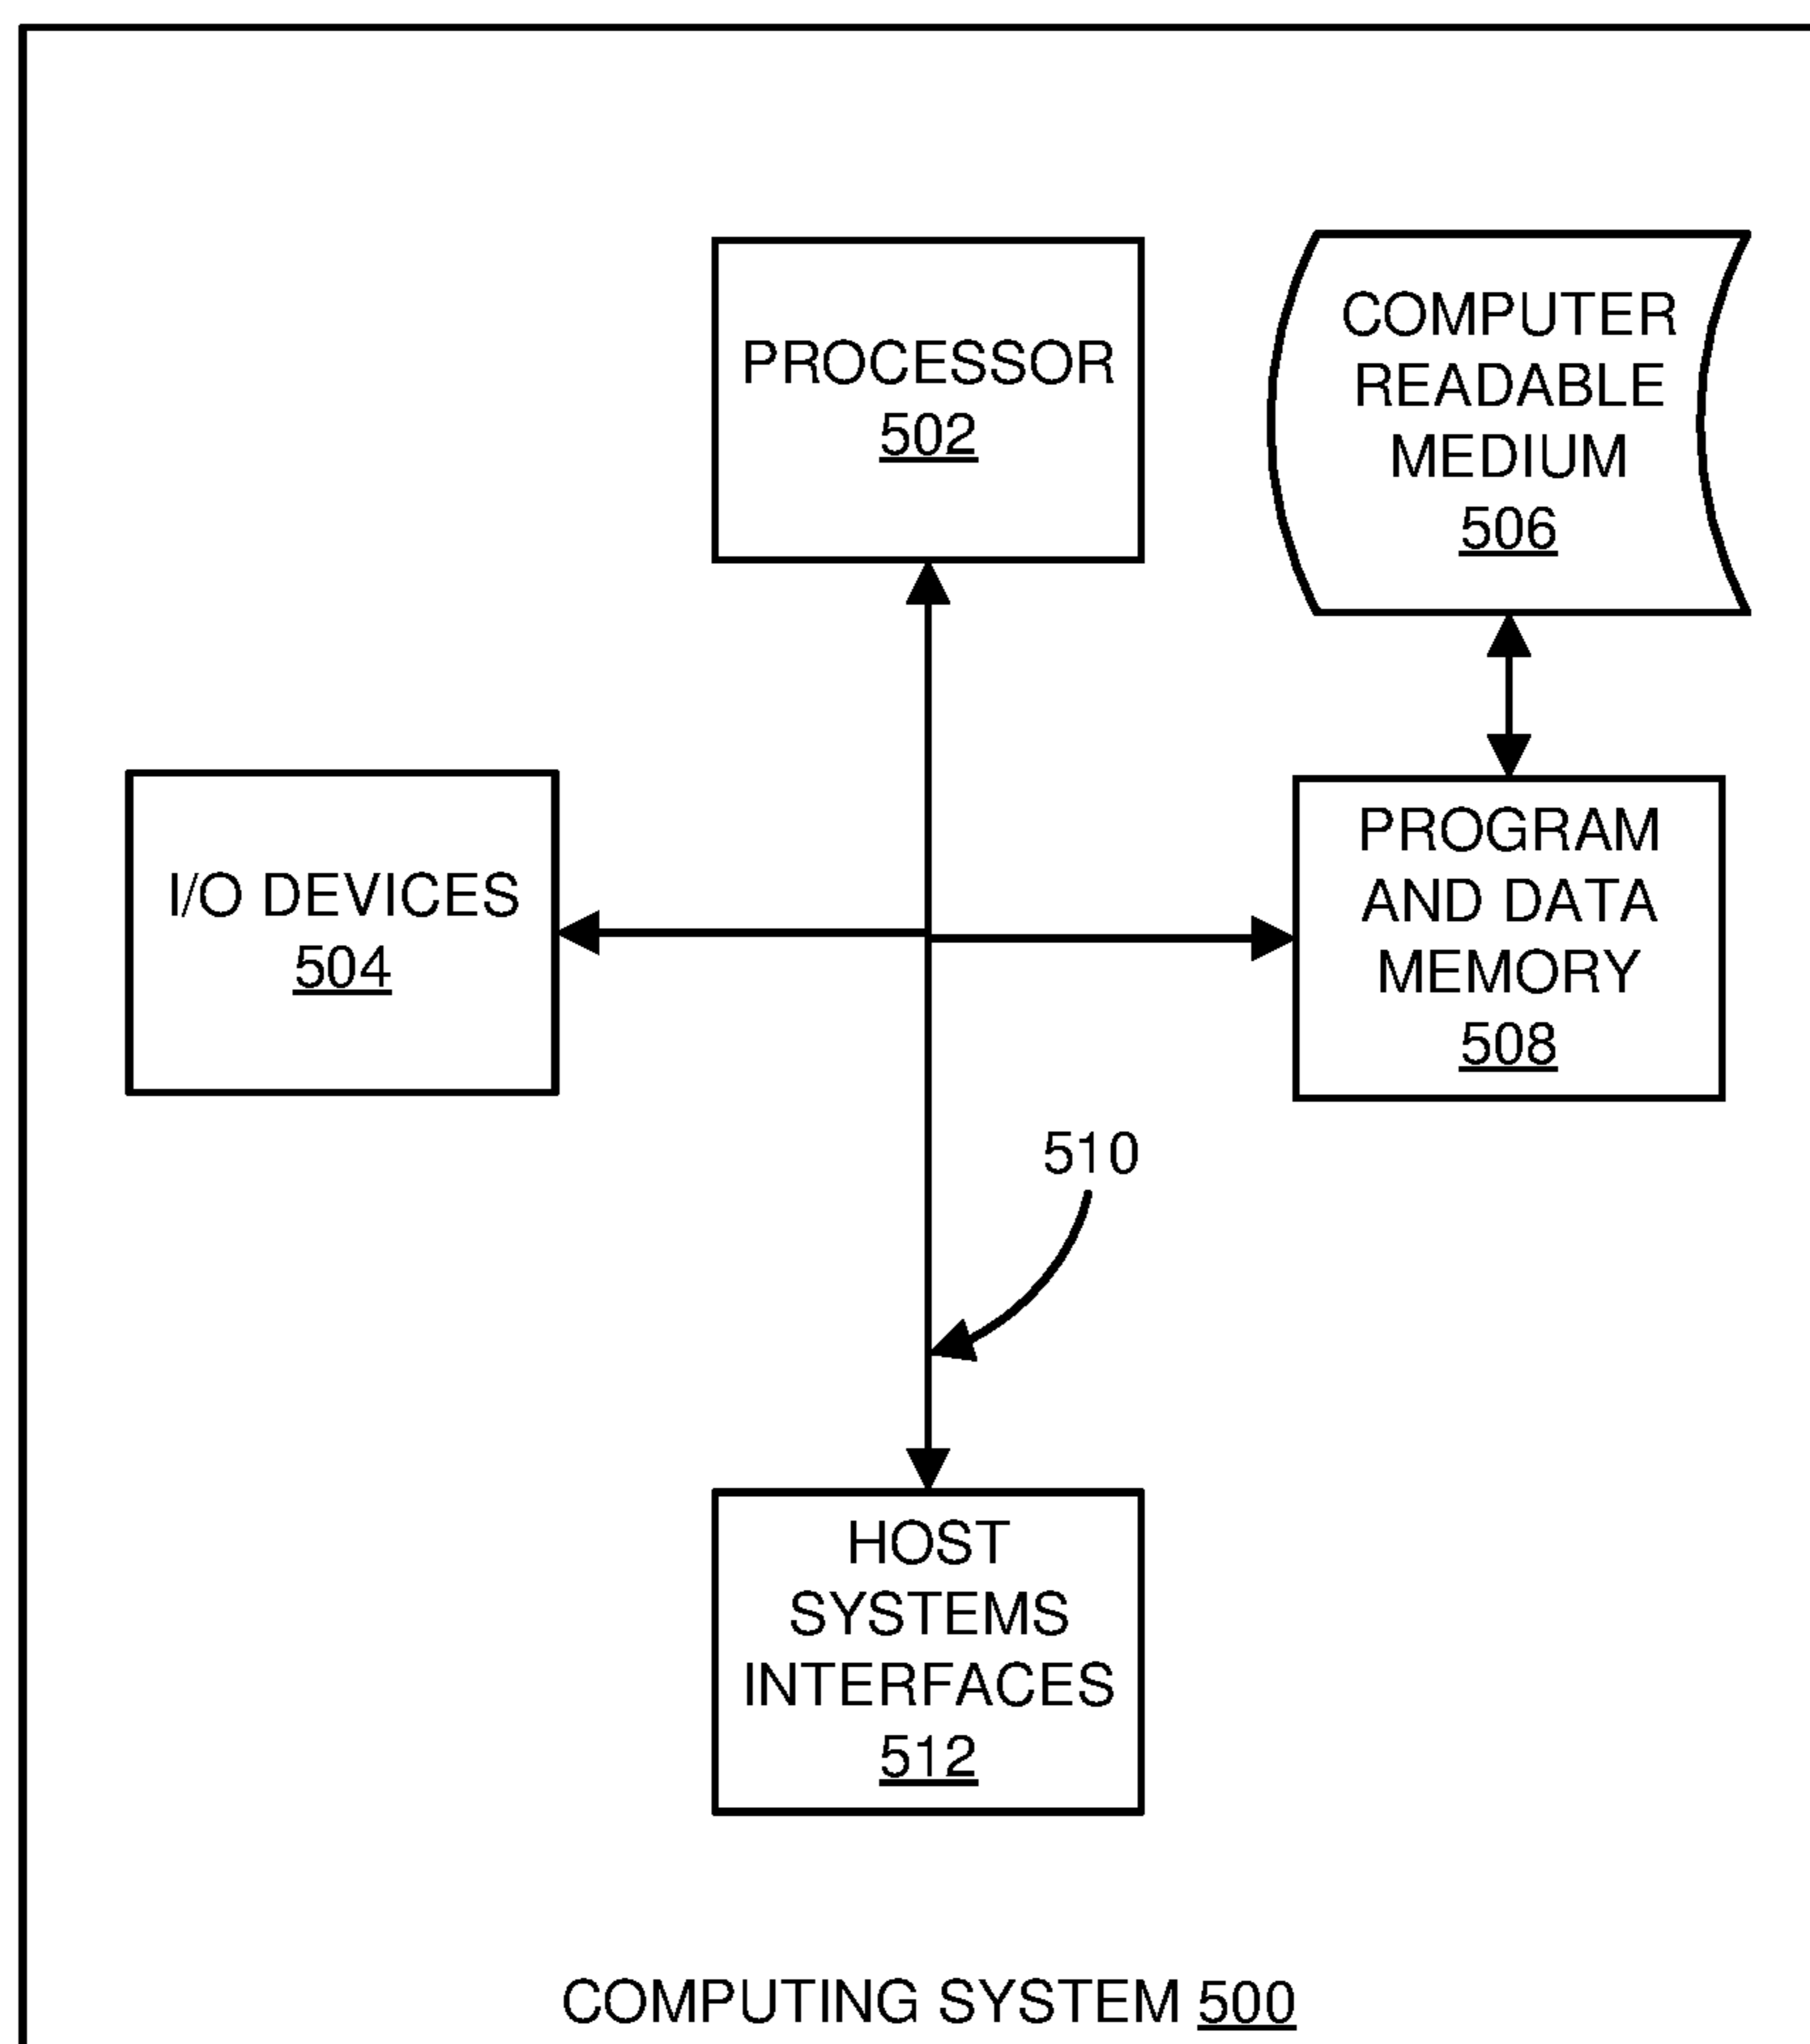 PROCESSOR
502
COMPUTER
READABLE
MEDIUM
506
I/O DEVICES
504
PROGRAM
AND DATA
MEMORY
508
510
HOST
SYSTEMS
INTERFACES
512
COMPUTING SYSTEM 500